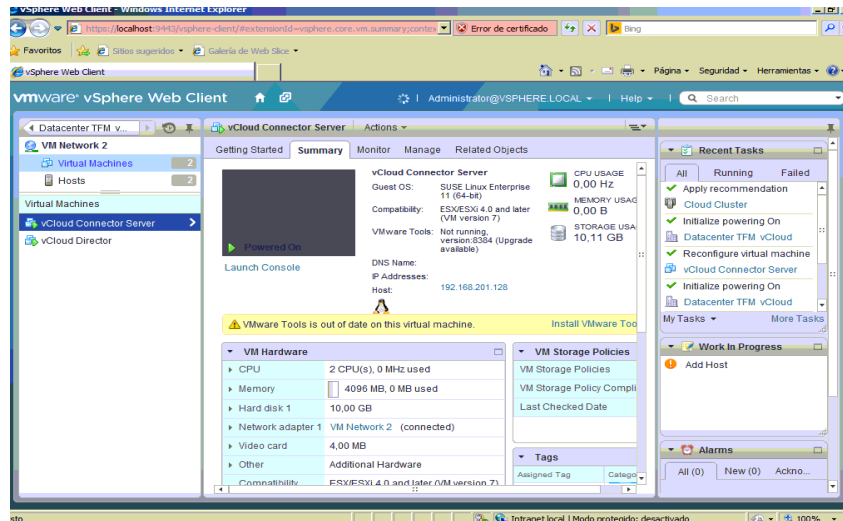 vSphere Web Client - Windows Internet Explorer
https://localhost:9443/vsphere-client/#extensionId=vsphere.core.vm.summary;contex
Error de certificado
Bing
Favoritos
Sitios sugeridos
Galería de Web Slice
vSphere Web Client
Página
Seguridad
Herramientas
vmware® vSphere Web Client
Administrator@VSPHERE.LOCAL
Help
Search
Datacenter TFM v...
VM Network 2
Virtual Machines 2
Hosts 2
Virtual Machines
vCloud Connector Server
vCloud Director
vCloud Connector Server Actions
Getting Started Summary Monitor Manage Related Objects
Powered On
Launch Console
vCloud Connector Server
Guest OS: SUSE Linux Enterprise
11 (64-bit)
Compatibility: ESX/ESXi 4.0 and later
(VM version 7)
VMware Tools: Not running,
version:8384 (Upgrade
available)
DNS Name:
IP Addresses:
Host: 192.168.201.128
CPU USAGE
0,00 Hz
MEMORY USAG
0,00 B
STORAGE USA
10,11 GB
VMware Tools is out of date on this virtual machine. Install VMware Too
VM Hardware
CPU 2 CPU(s), 0 MHz used
Memory 4096 MB, 0 MB used
Hard disk 1 10,00 GB
Network adapter 1 VM Network 2 (connected)
Video card 4,00 MB
Other Additional Hardware
Compatibility ESX/ESXi 4.0 and later (VM version 7)
VM Storage Policies
VM Storage Policies
VM Storage Policy Compli
Last Checked Date
Tags
Assigned Tag Catego
Recent Tasks
All Running Failed
Apply recommendation
Cloud Cluster
Initialize powering On
Datacenter TFM vCloud
Reconfigure virtual machine
vCloud Connector Server
Initialize powering On
Datacenter TFM vCloud
My Tasks More Tasks
Work In Progress
Add Host
Alarms
All (0) New (0) Ackno...
sto
Intranet local | Modo protegido: desactivado
100%